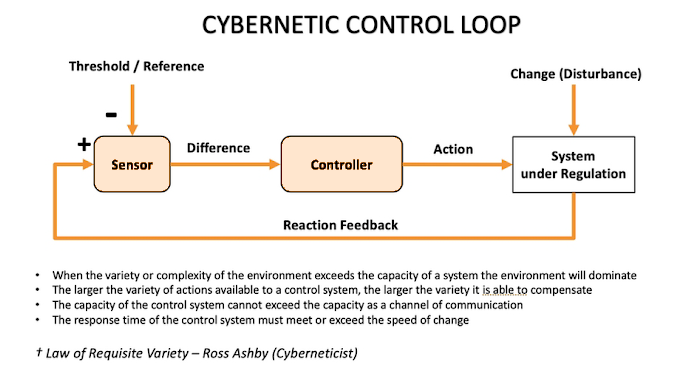 CYBERNETIC CONTROL LOOP
Threshold / Reference
Change (Disturbance)
-
+
Sensor
Difference
Controller
Action
System
under Regulation
Reaction Feedback
• When the variety or complexity of the environment exceeds the capacity of a system the environment will dominate
• The larger the variety of actions available to a control system, the larger the variety it is able to compensate
• The capacity of the control system cannot exceed the capacity as a channel of communication
• The response time of the control system must meet or exceed the speed of change
† Law of Requisite Variety – Ross Ashby (Cyberneticist)